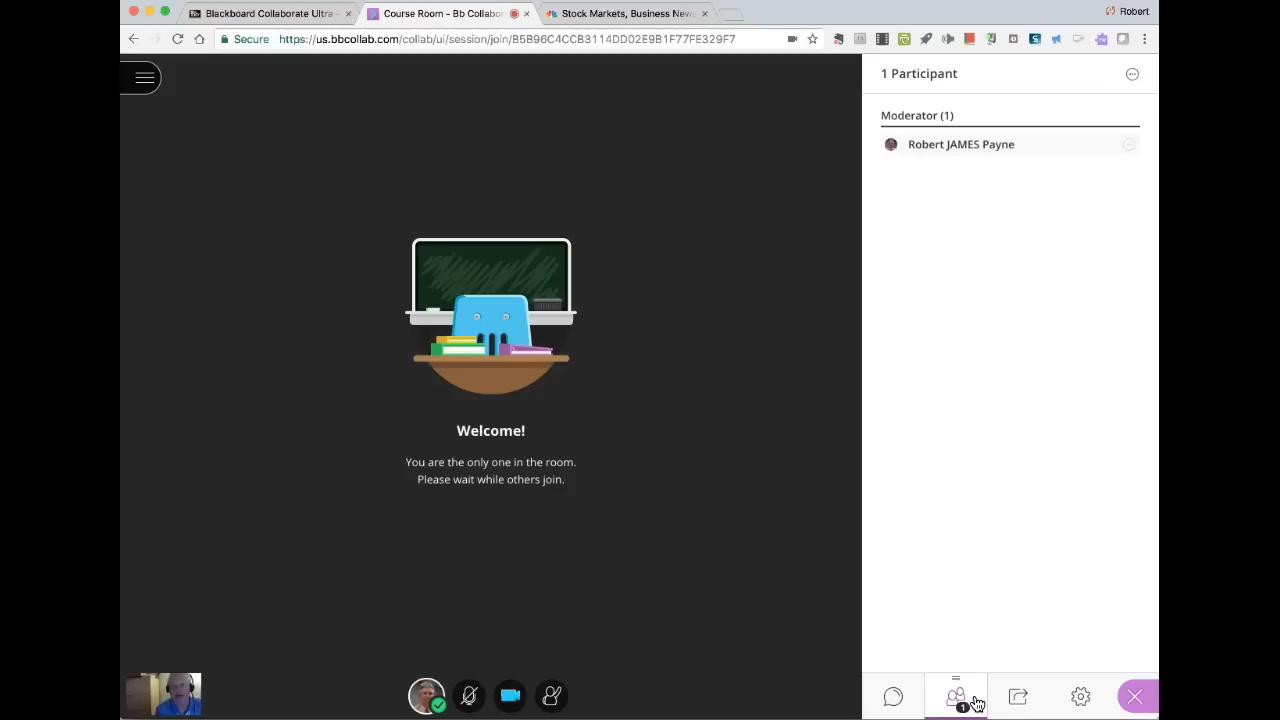 Blackboard Collaborate Ultra -
Course Room - Bb Collabor
Stock Markets, Business News
Robert
Secure
https://us.bbcollab.com/collab/ui/session/join/B5B96C4CCB3114DD02E9B1F77FE329F7
1 Participant
Moderator (1)
Robert JAMES Payne
Welcome!
You are the only one in the room.
Please wait while others join.
1